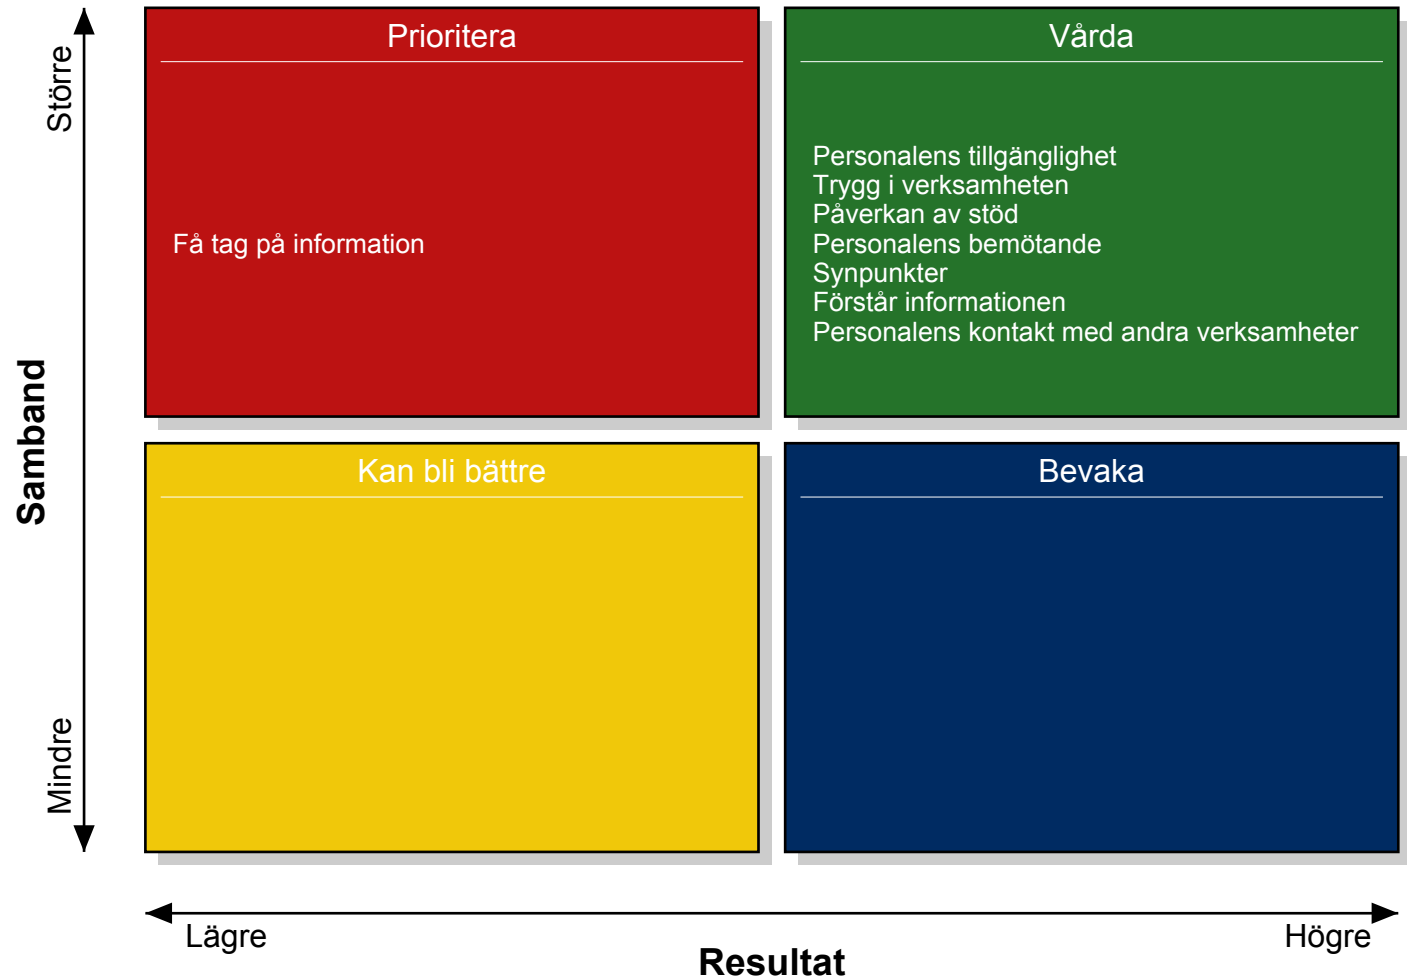 Större
Mindre
Samband
Prioritera
Få tag på information
Vårda
Personalens tillgänglighet
Trygg i verksamheten
Påverkan av stöd
Personalens bemötande
Synpunkter
Förstår informationen
Personalens kontakt med andra verksamheter
Kan bli bättre
Bevaka
Lägre
Högre
Resultat